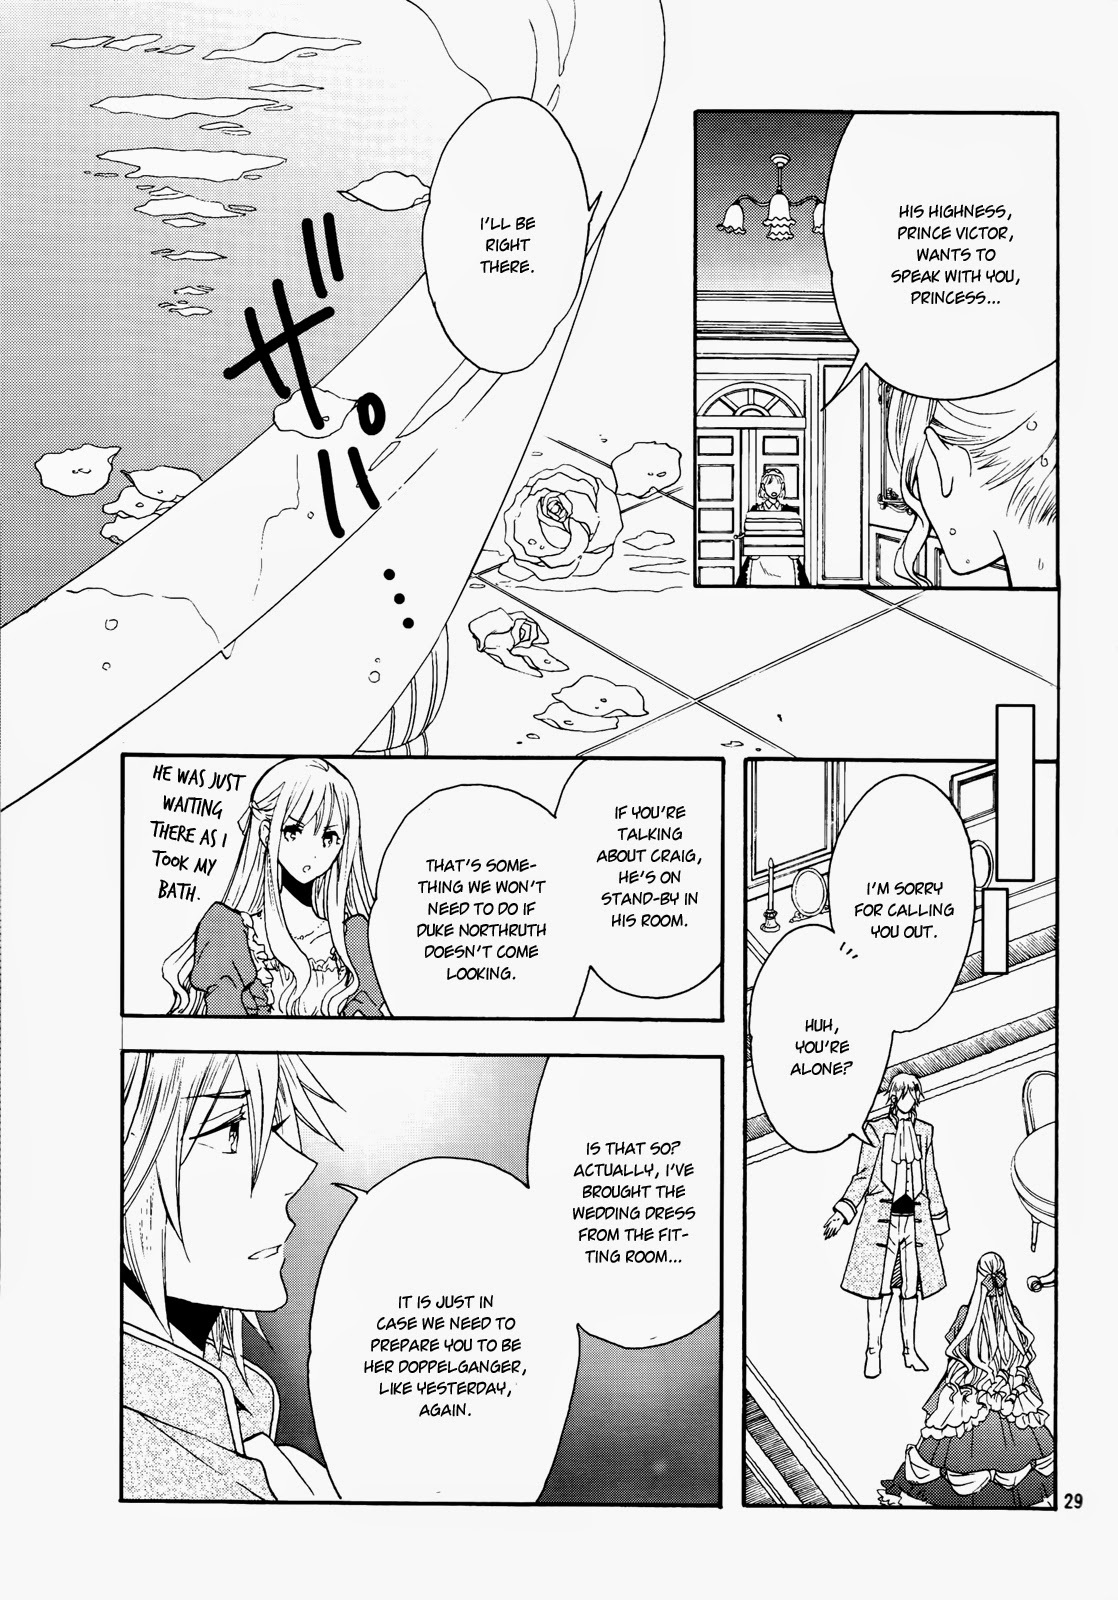 HIS HIGHNESS,
PRINCE VICTOR,
WANTS TO
SPEAK WITH YOU,
PRINCESS...
I'LL BE
RIGHT
THERE.
ザバッ
...
I'M SORRY
FOR CALLING
YOU OUT.
HUH,
YOU'RE
ALONE?
IF YOU'RE
TALKING
ABOUT CRAIG,
HE'S ON
STAND-BY IN
HIS ROOM.
THAT'S SOME-
THING WE WON'T
NEED TO DO IF
DUKE NORTHRUTH
DOESN'T COME
LOOKING.
HE WAS JUST
WAITING
THERE AS I
TOOK MY
BATH.
IS THAT SO?
ACTUALLY, I'VE
BROUGHT THE
WEDDING DRESS
FROM THE FIT-
TING ROOM...
IT IS JUST IN
CASE WE NEED TO
PREPARE YOU TO BE
HER DOPPELGANGER,
LIKE YESTERDAY,
AGAIN.
29